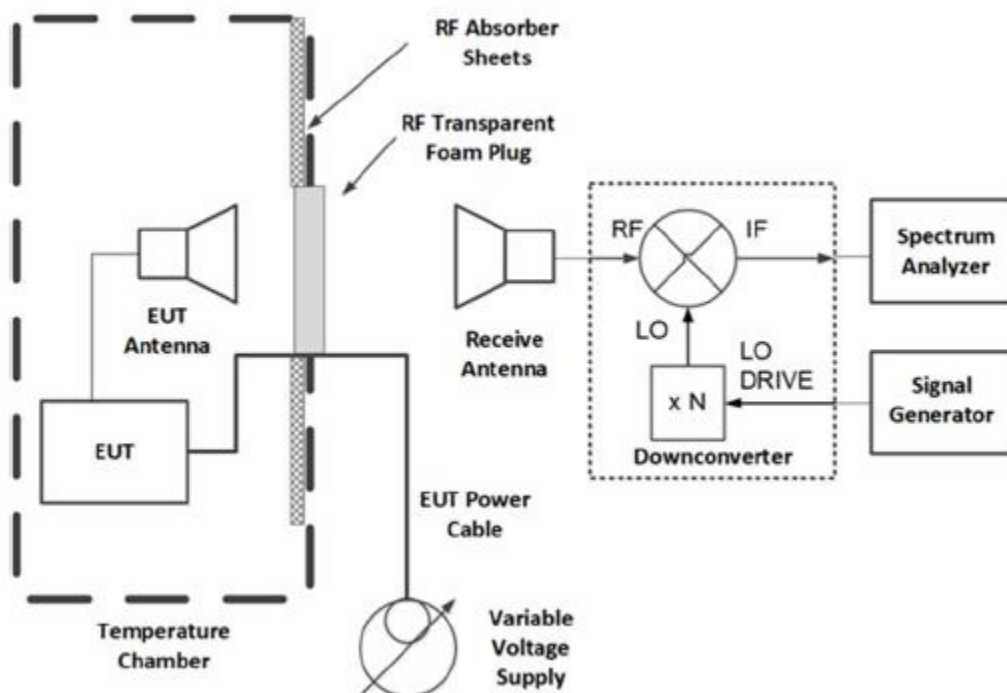 RF Absorber
Sheets
RF Transparent
Foam Plug
EUT
Antenna
EUT
Receive
Antenna
RF
IF
LO
LO
DRIVE
x N
Downconverter
Spectrum
Analyzer
Signal
Generator
EUT Power
Cable
Temperature
Chamber
Variable
Voltage
Supply